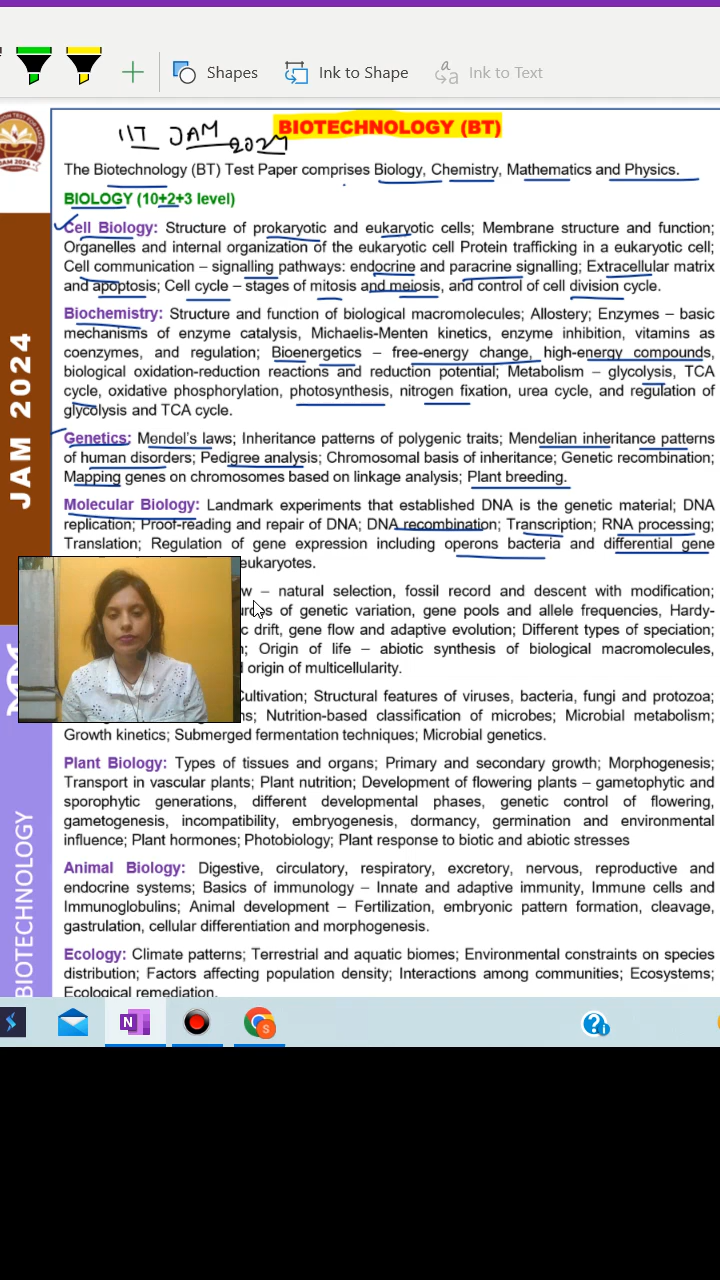 Shapes
Ink to Shape
Ink to Text
IIT JAM 2024
BIOTECHNOLOGY (BT)
JAM 2024
The Biotechnology (BT) Test Paper comprises Biology, Chemistry, Mathematics and Physics.
BIOLOGY (10+2+3 level)
Cell Biology: Structure of prokaryotic and eukaryotic cells; Membrane structure and function;
Organelles and internal organization of the eukaryotic cell Protein trafficking in a eukaryotic cell;
Cell communication – signalling pathways: endocrine and paracrine signalling; Extracellular matrix
and apoptosis; Cell cycle – stages of mitosis and meiosis, and control of cell division cycle.
Biochemistry: Structure and function of biological macromolecules; Allostery; Enzymes – basic
mechanisms of enzyme catalysis, Michaelis-Menten kinetics, enzyme inhibition, vitamins as
coenzymes, and regulation; Bioenergetics – free-energy change, high-energy compounds,
biological oxidation-reduction reactions and reduction potential; Metabolism – glycolysis, TCA
cycle, oxidative phosphorylation, photosynthesis, nitrogen fixation, urea cycle, and regulation of
glycolysis and TCA cycle.
Genetics: Mendel's laws; Inheritance patterns of polygenic traits; Mendelian inheritance patterns
of human disorders; Pedigree analysis; Chromosomal basis of inheritance; Genetic recombination;
Mapping genes on chromosomes based on linkage analysis; Plant breeding.
Molecular Biology: Landmark experiments that established DNA is the genetic material; DNA
replication; Proof-reading and repair of DNA; DNA recombination; Transcription; RNA processing;
Translation; Regulation of gene expression including operons bacteria and differential gene
eukaryotes.
– natural selection, fossil record and descent with modification;
of genetic variation, gene pools and allele frequencies, Hardy-
drift, gene flow and adaptive evolution; Different types of speciation;
Origin of life – abiotic synthesis of biological macromolecules,
origin of multicellularity.
Cultivation; Structural features of viruses, bacteria, fungi and protozoa;
Nutrition-based classification of microbes; Microbial metabolism;
Growth kinetics; Submerged fermentation techniques; Microbial genetics.
Plant Biology: Types of tissues and organs; Primary and secondary growth; Morphogenesis;
Transport in vascular plants; Plant nutrition; Development of flowering plants – gametophytic and
sporophytic generations, different developmental phases, genetic control of flowering,
gametogenesis, incompatibility, embryogenesis, dormancy, germination and environmental
influence; Plant hormones; Photobiology; Plant response to biotic and abiotic stresses
Animal Biology: Digestive, circulatory, respiratory, excretory, nervous, reproductive and
endocrine systems; Basics of immunology – Innate and adaptive immunity, Immune cells and
Immunoglobulins; Animal development – Fertilization, embryonic pattern formation, cleavage,
gastrulation, cellular differentiation and morphogenesis.
Ecology: Climate patterns; Terrestrial and aquatic biomes; Environmental constraints on species
distribution; Factors affecting population density; Interactions among communities; Ecosystems;
Ecological remediation.
JAM 2024
BIOTECHNOLOGY